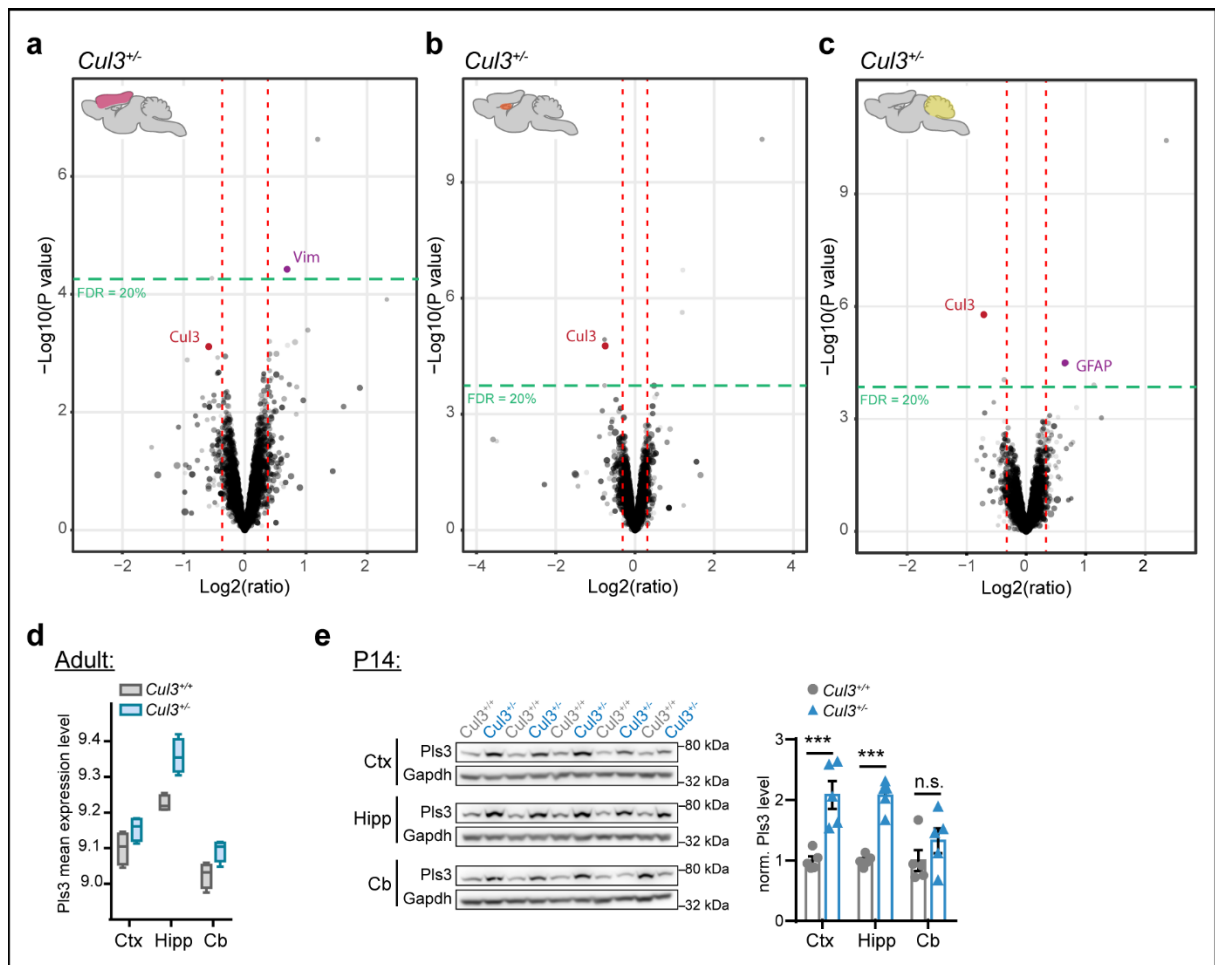 a
Cul3+/-
−Log10(P value)
6
4
2
0
Vim
FDR = 20%
Cul3
−2
−1
0
1
2
Log2(ratio)
b
Cul3+/-
−Log10(P value)
9
6
3
0
Cul3
FDR = 20%
−4
−2
0
2
4
Log2(ratio)
c
Cul3+/-
−Log10(P value)
9
6
3
0
Cul3
GFAP
FDR = 20%
−2
−1
0
1
2
Log2(ratio)
d
Adult:
Cul3+/+
Cul3+/-
Pls3 mean expression level
9.4
9.3
9.2
9.1
9.0
Ctx Hipp Cb
e
P14:
Cul3+/+ Cul3+/- Cul3+/+ Cul3+/- Cul3+/+ Cul3+/- Cul3+/+ Cul3+/- Cul3+/+ Cul3+/-
Ctx
Pls3 –80 kDa
Gapdh –32 kDa
Hipp
Pls3 –80 kDa
Gapdh –32 kDa
Cb
Pls3 –80 kDa
Gapdh –32 kDa
Cul3+/+
Cul3+/-
norm. Pls3 level
4
3
2
1
0
*** *** n.s.
Ctx Hipp Cb